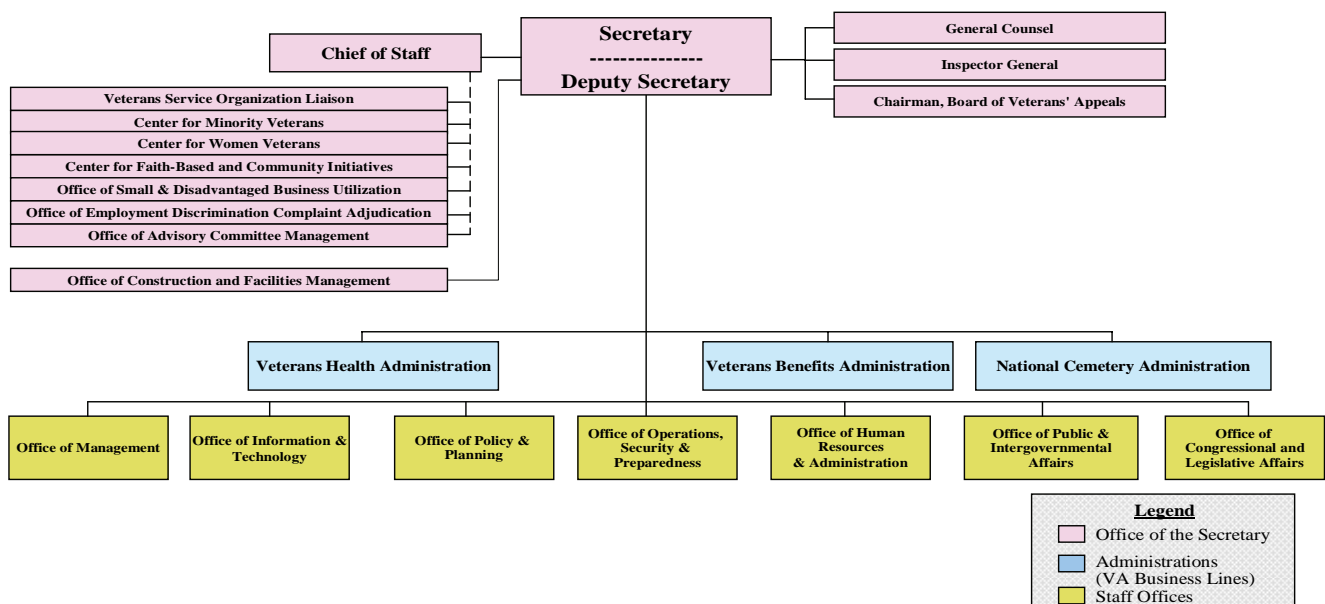 Secretary
---------------
Deputy Secretary
Chief of Staff
General Counsel
Inspector General
Chairman, Board of Veterans' Appeals
Veterans Service Organization Liaison
Center for Minority Veterans
Center for Women Veterans
Center for Faith-Based and Community Initiatives
Office of Small & Disadvantaged Business Utilization
Office of Employment Discrimination Complaint Adjudication
Office of Advisory Committee Management
Office of Construction and Facilities Management
Veterans Health Administration
Veterans Benefits Administration
National Cemetery Administration
Office of Management
Office of Information &
Technology
Office of Policy &
Planning
Office of Operations,
Security &
Preparedness
Office of Human
Resources
& Administration
Office of Public &
Intergovernmental
Affairs
Office of
Congressional and
Legislative Affairs
Legend
Office of the Secretary
Administrations
(VA Business Lines)
Staff Offices